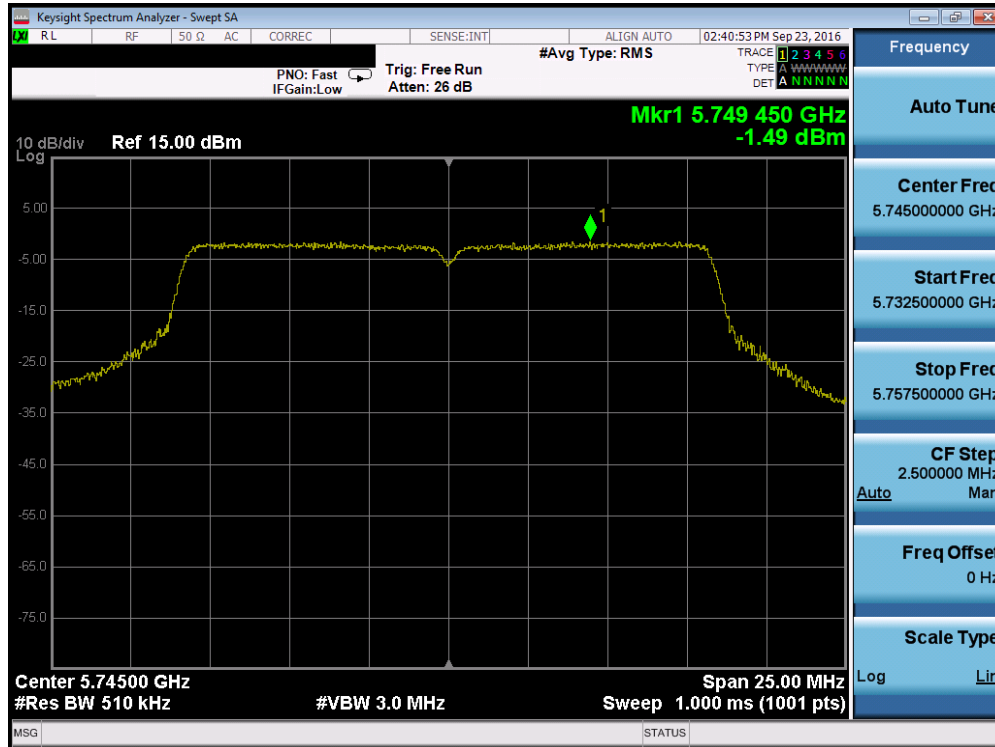 Keysight Spectrum Analyzer - Swept SA
LXI RL RF 50 Ω AC CORREC SENSE:INT ALIGN AUTO 02:40:53 PM Sep 23, 2016
PNO: Fast
IFGain:Low
Trig: Free Run
Atten: 26 dB
#Avg Type: RMS
TRACE 1 2 3 4 5 6
TYPE A WWWWW
DET A N N N N N
Mkr1 5.749 450 GHz
-1.49 dBm
10 dB/div Ref 15.00 dBm
Log
5.00
-5.00
-15.0
-25.0
-35.0
-45.0
-55.0
-65.0
-75.0
1
Center 5.74500 GHz
Span 25.00 MHz
#Res BW 510 kHz
#VBW 3.0 MHz
Sweep 1.000 ms (1001 pts)
MSG STATUS
Frequency
Auto Tune
Center Freq
5.745000000 GHz
Start Freq
5.732500000 GHz
Stop Freq
5.757500000 GHz
CF Step
2.500000 MHz
Auto Man
Freq Offset
0 Hz
Scale Type
Log Lin